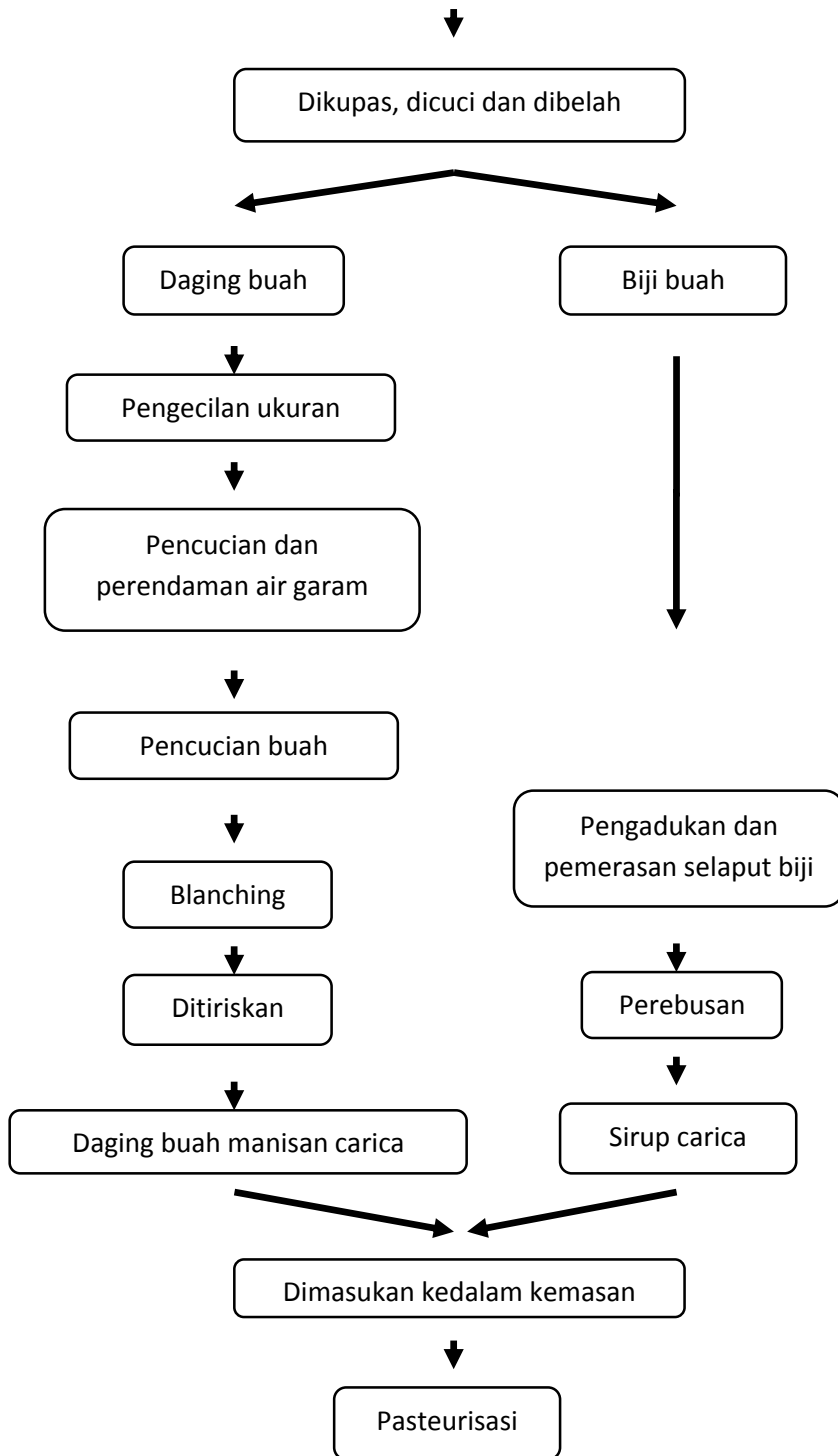 Dikupas, dicuci dan dibelah
Daging buah
Biji buah
Pengecilan ukuran
Pencucian dan
perendaman air garam
Pencucian buah
Pengadukan dan
pemerasan selaput biji
Blanching
Ditiriskan
Perebusan
Daging buah manisan carica
Sirup carica
Dimasukan kedalam kemasan
Pasteurisasi